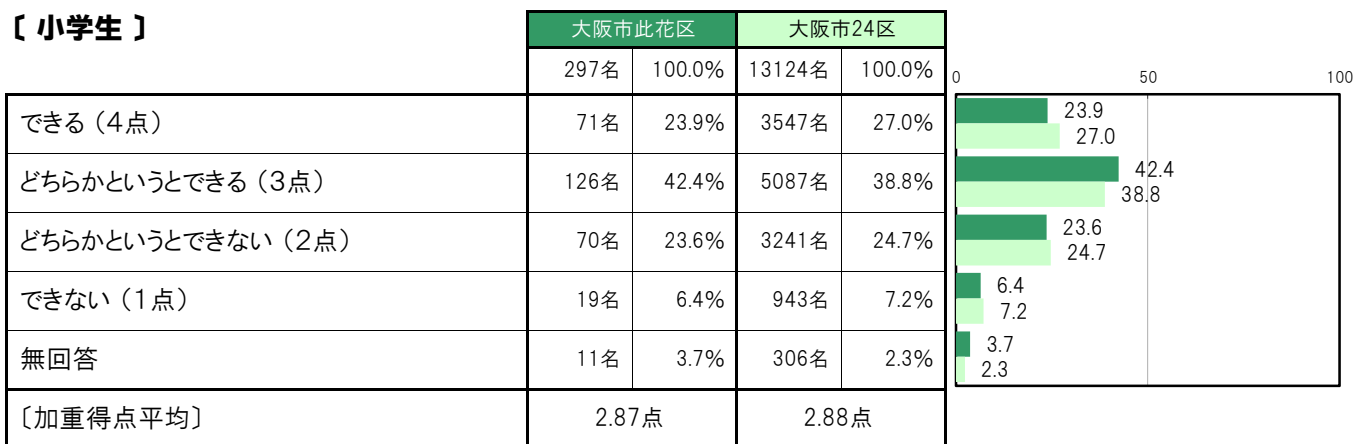 〔 小学生 〕
大阪市此花区 大阪市24区
297名 100.0% 13124名 100.0%
0 50 100
できる（4点） 71名 23.9% 3547名 27.0%
23.9
27.0
どちらかというとできる（3点） 126名 42.4% 5087名 38.8%
42.4
38.8
どちらかというとできない（2点） 70名 23.6% 3241名 24.7%
23.6
24.7
できない（1点） 19名 6.4% 943名 7.2%
6.4
7.2
無回答 11名 3.7% 306名 2.3%
3.7
2.3
〔加重得点平均〕 2.87点 2.88点